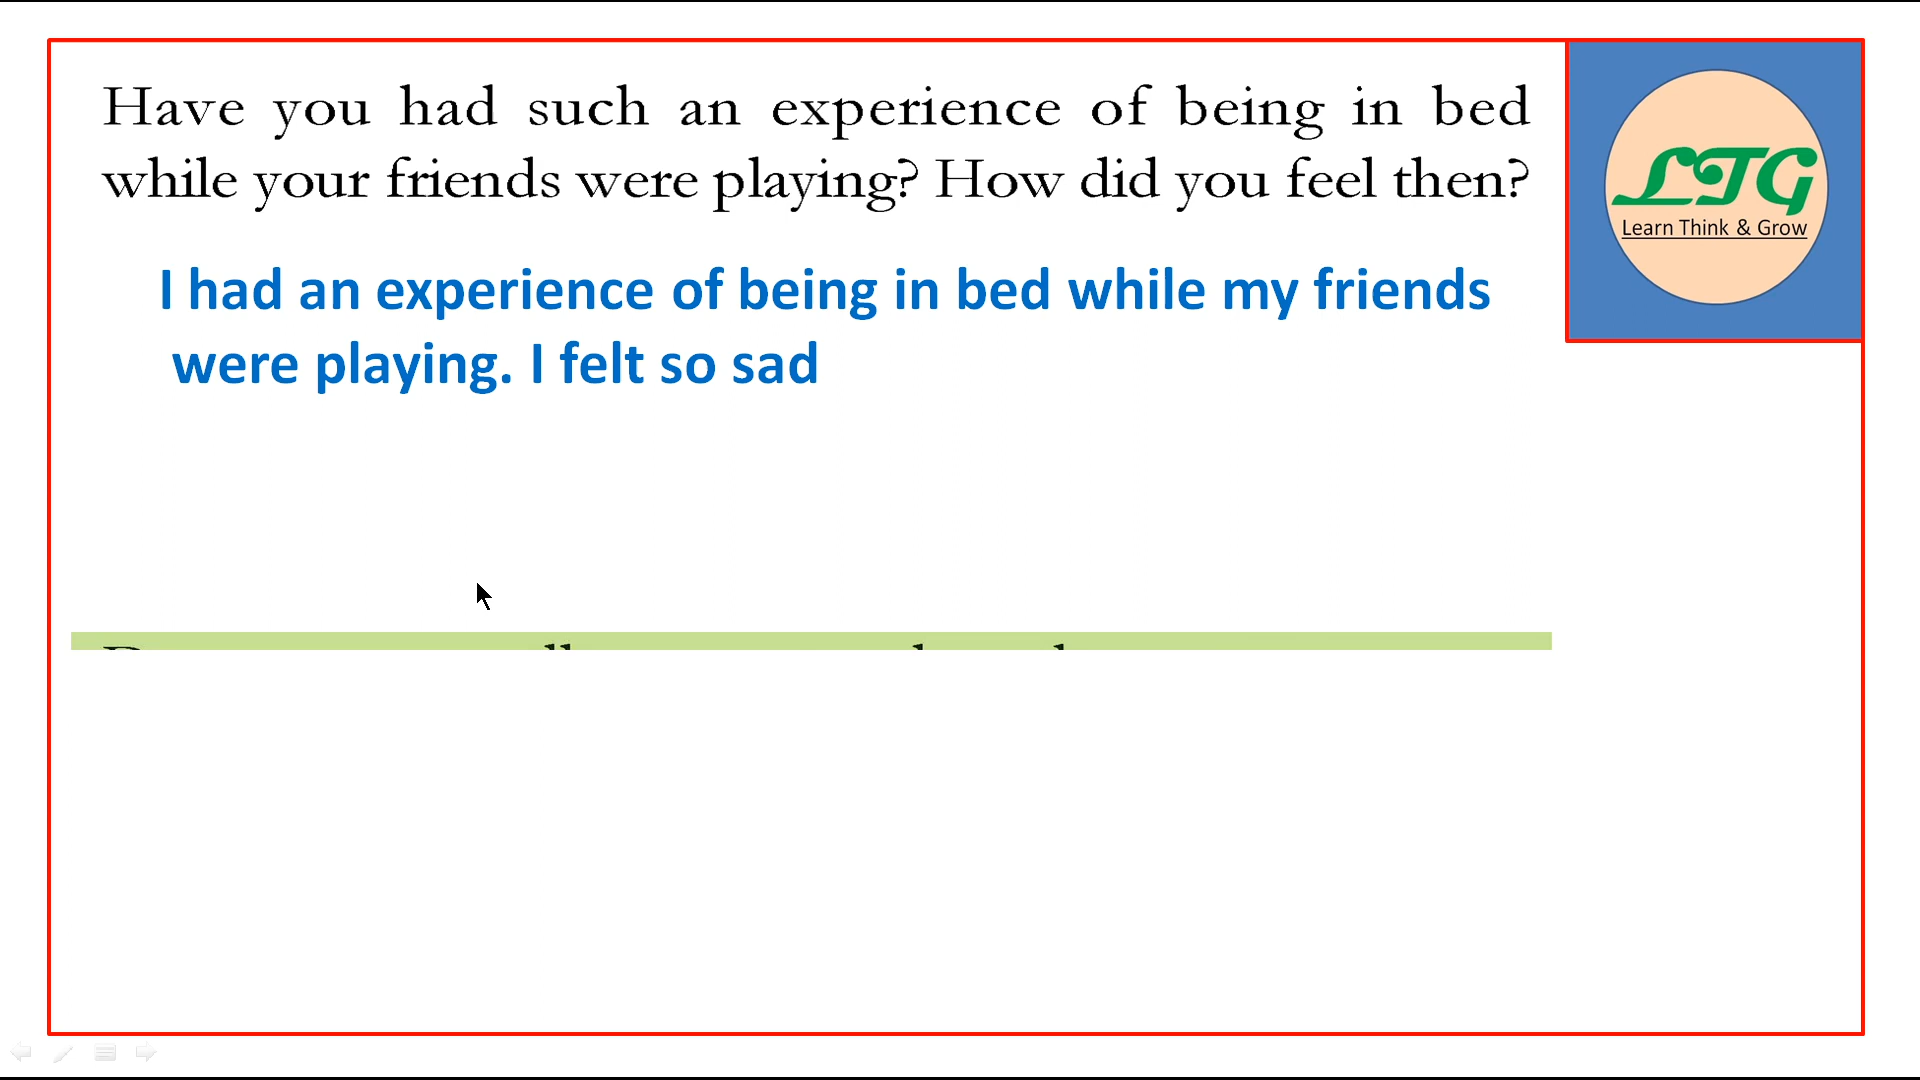 Have you had such an experience of being in bed
while your friends were playing? How did you feel then?
LTG
Learn Think & Grow
I had an experience of being in bed while my friends
were playing. I felt so sad